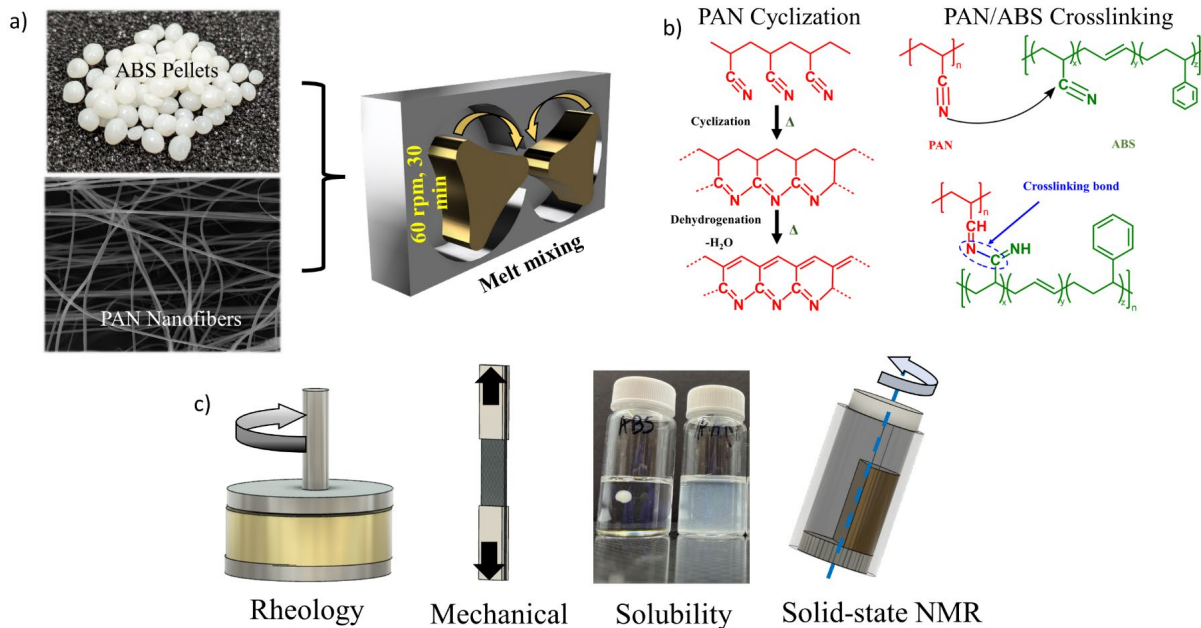 a)
ABS Pellets
PAN Nanofibers
60 rpm, 30
min
Melt mixing
b)
PAN Cyclization
C
N
C
N
C
N
Cyclization
Δ
C
N
C
N
C
N
Dehydrogenation
-H₂O
Δ
C
N
C
N
C
N
PAN/ABS Crosslinking
n
C
N
PAN
x
y
z
C
N
ABS
Crosslinking bond
n
CH
N
C
NH
x
y
z
n
c)
ABS
Rheology
Mechanical
Solubility
Solid-state NMR